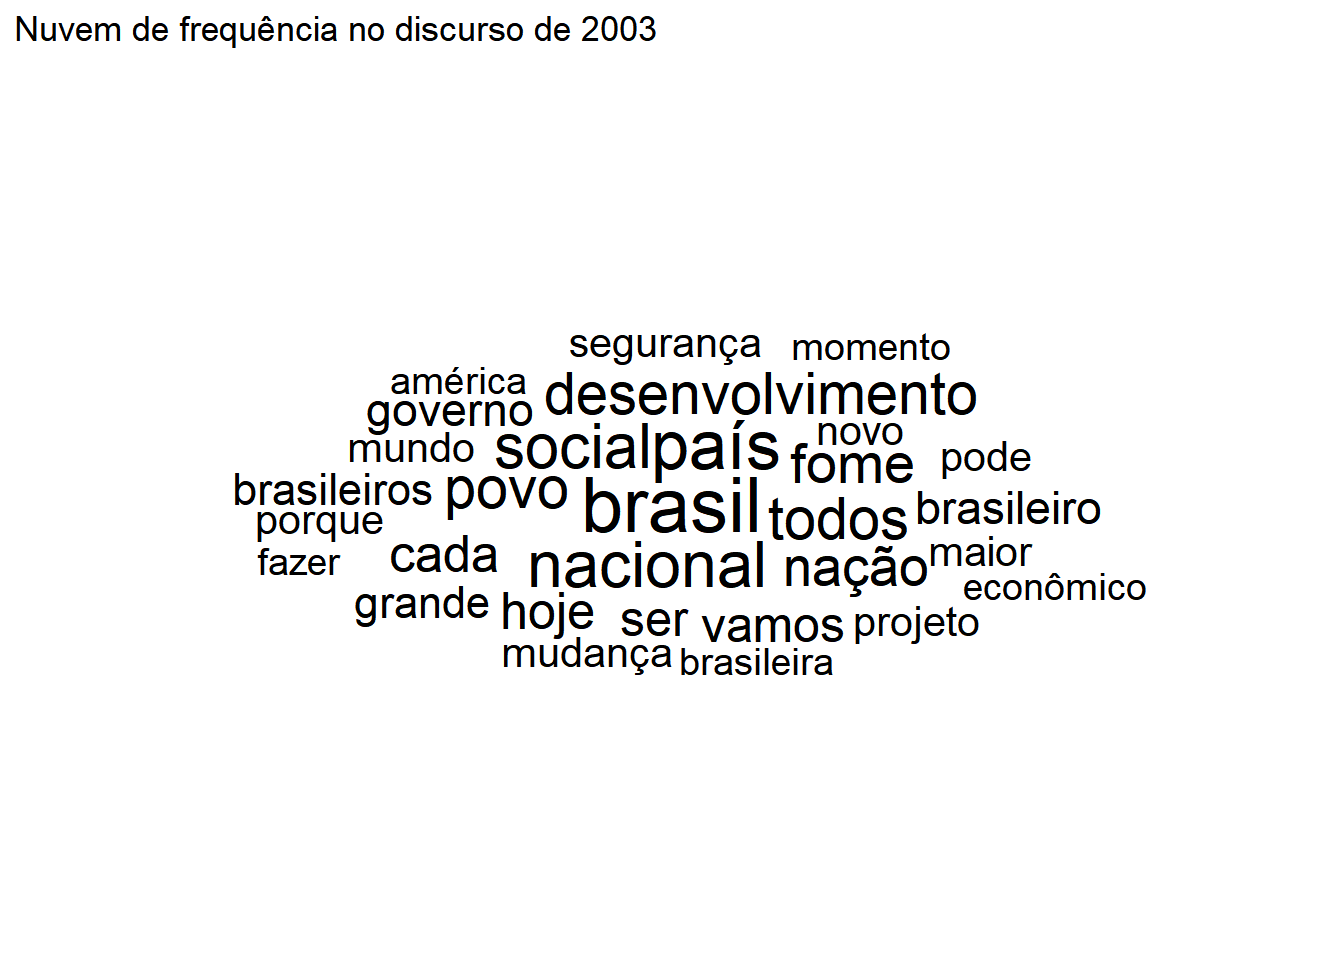 Nuvem de frequência no discurso de 2003
segurança momento
américa desenvolvimento
governo
mundo social país novo
fome pode
brasileiros povo brasil todos brasileiro
porque
fazer cada nacional nação maior
econômico
grande hoje ser vamos projeto
mudança brasileira